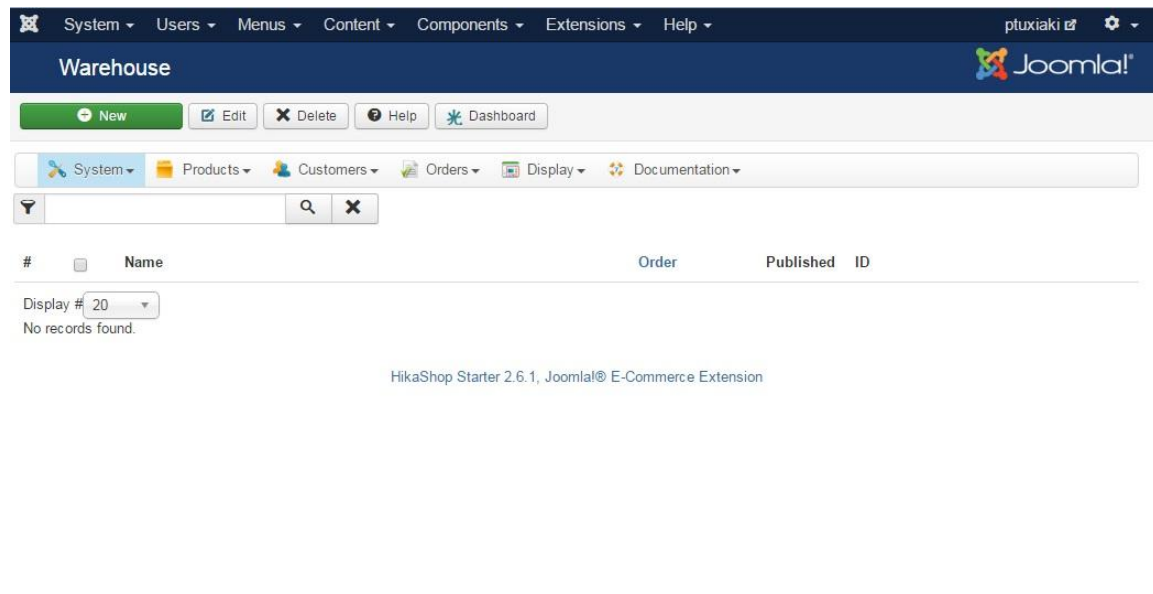 System Users Menus Content Components Extensions Help ptuxiaki
Warehouse Joomla!®
New Edit Delete Help Dashboard
System Products Customers Orders Display Documentation
# Name Order Published ID
Display # 20
No records found.
HikaShop Starter 2.6.1, Joomla!® E-Commerce Extension